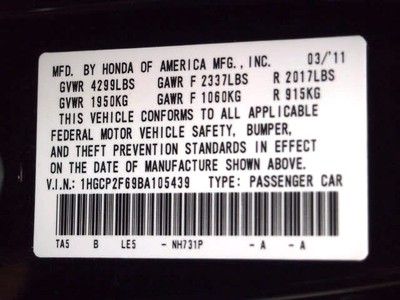 MFD. BY HONDA OF AMERICA MFG., INC. 03/'11
GVWR 4299LBS GAWR F 2337LBS R 2017LBS
GVWR 1950KG GAWR F 1060KG R 915KG
THIS VEHICLE CONFORMS TO ALL APPLICABLE
FEDERAL MOTOR VEHICLE SAFETY, BUMPER,
AND THEFT PREVENTION STANDARDS IN EFFECT
ON THE DATE OF MANUFACTURE SHOWN ABOVE.
V.I.N.: 1HGCP2F69BA105439 TYPE: PASSENGER CAR
TA5 B LE5 - NH731P - A - A